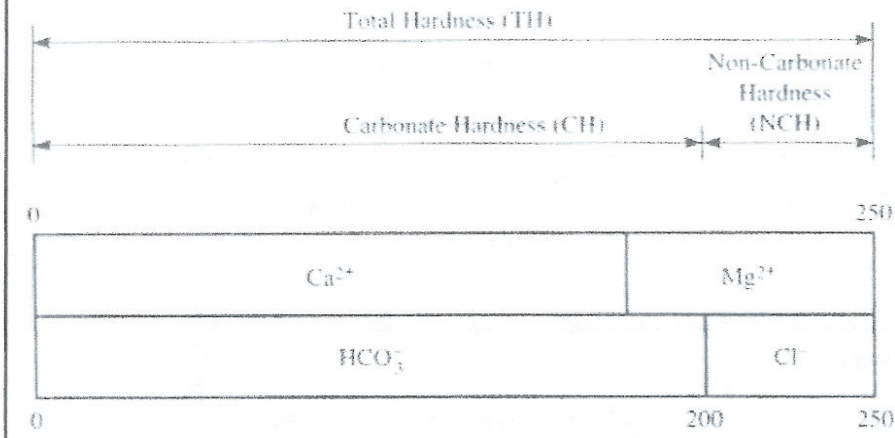 Total Hardness (TH)
Non-Carbonate
Hardness
(NCH)
Carbonate Hardness (CH)
0 250
Ca²⁺ Mg²⁺
HCO₃⁻ Cl⁻
0 200 250